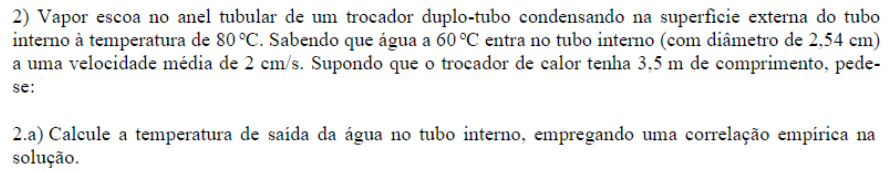 2) Vapor escoa no anel tubular de um trocador duplo-tubo condensando na superfície externa do tubo
interno à temperatura de 80 ºC. Sabendo que água a 60 ºC entra no tubo interno (com diâmetro de 2,54 cm)
a uma velocidade média de 2 cm/s. Supondo que o trocador de calor tenha 3,5 m de comprimento, pede-
se:
2.a) Calcule a temperatura de saída da água no tubo interno, empregando uma correlação empírica na
solução.